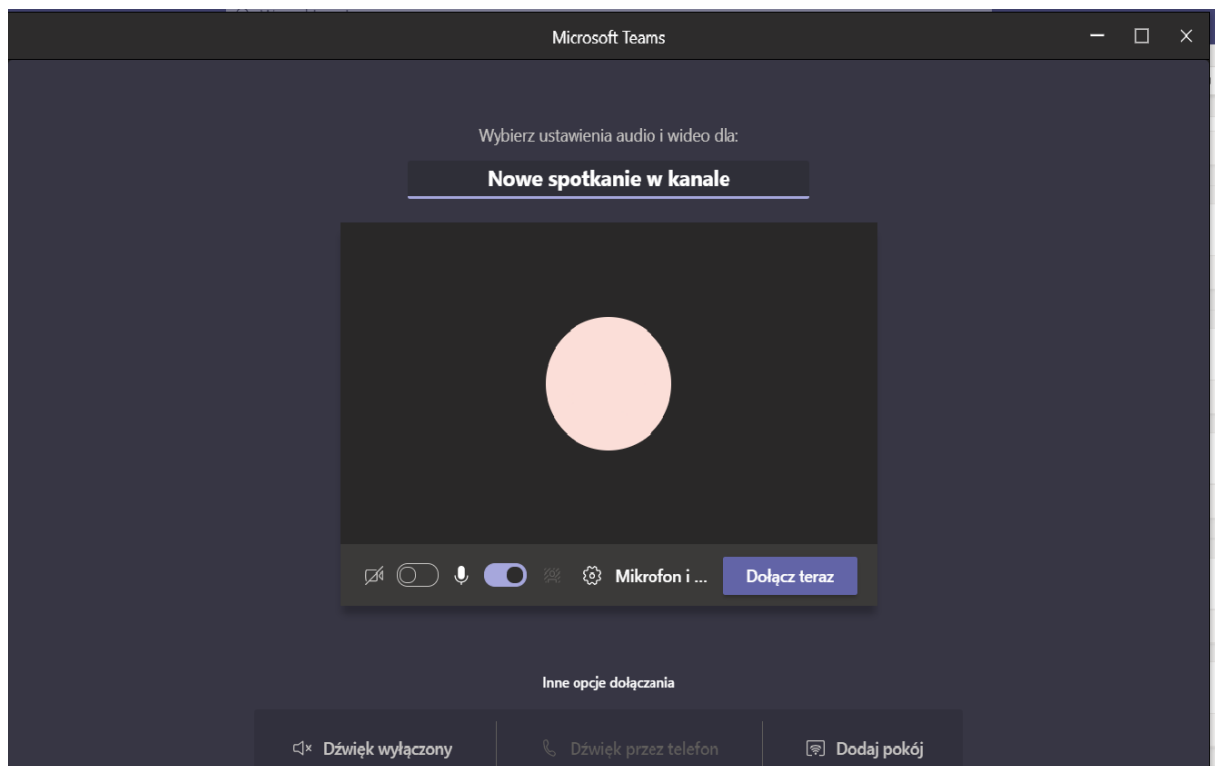 Microsoft Teams
Wybierz ustawienia audio i wideo dla:
Nowe spotkanie w kanale
Mikrofon i ...
Dołącz teraz
Inne opcje dołączania
Dźwięk wyłączony
Dźwięk przez telefon
Dodaj pokój